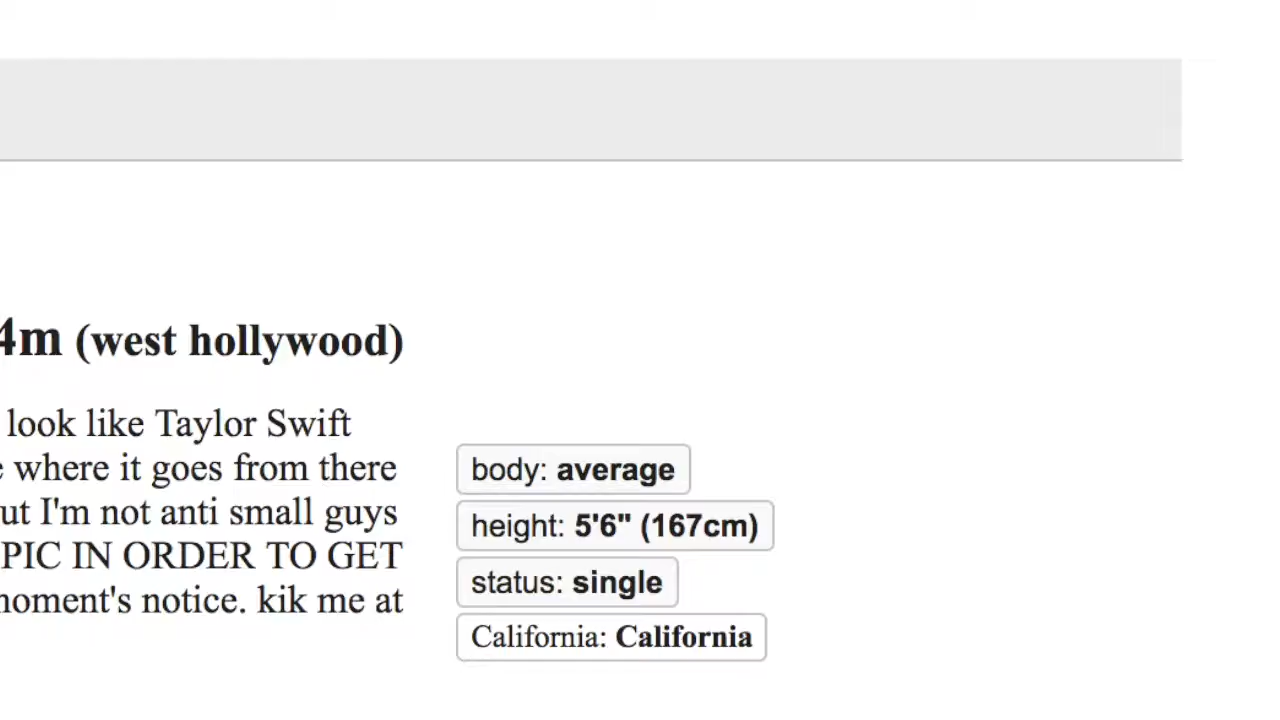 4m (west hollywood)
look like Taylor Swift
where it goes from there
ut I'm not anti small guys
PIC IN ORDER TO GET
moment's notice. kik me at
body: average
height: 5'6" (167cm)
status: single
California: California